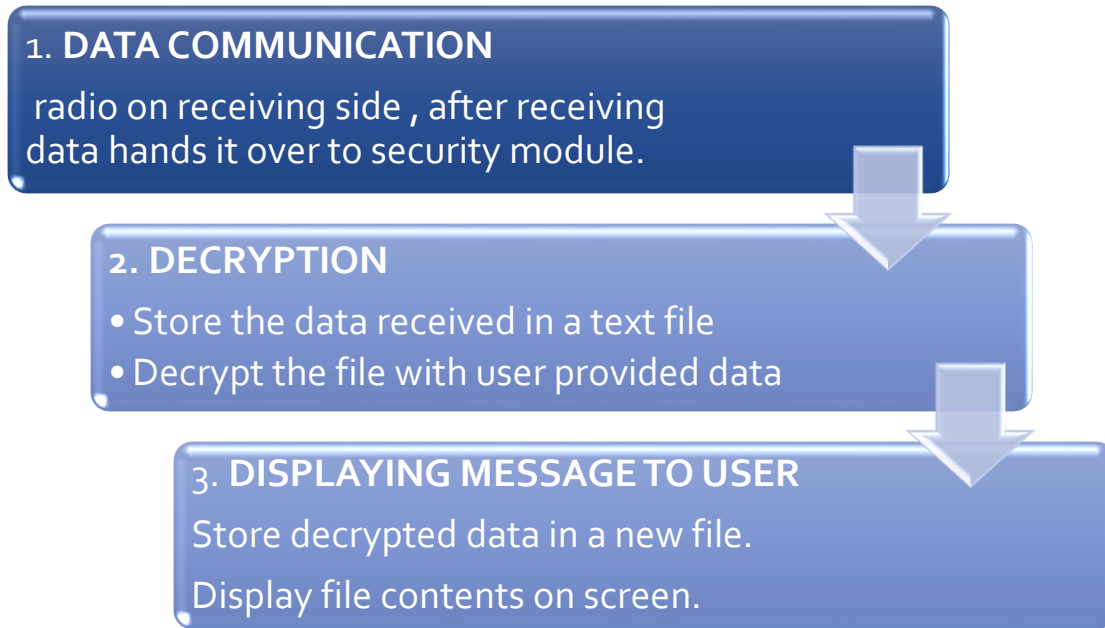 1. DATA COMMUNICATION
radio on receiving side , after receiving
data hands it over to security module.
2. DECRYPTION
• Store the data received in a text file
• Decrypt the file with user provided data
3. DISPLAYING MESSAGE TO USER
Store decrypted data in a new file.
Display file contents on screen.